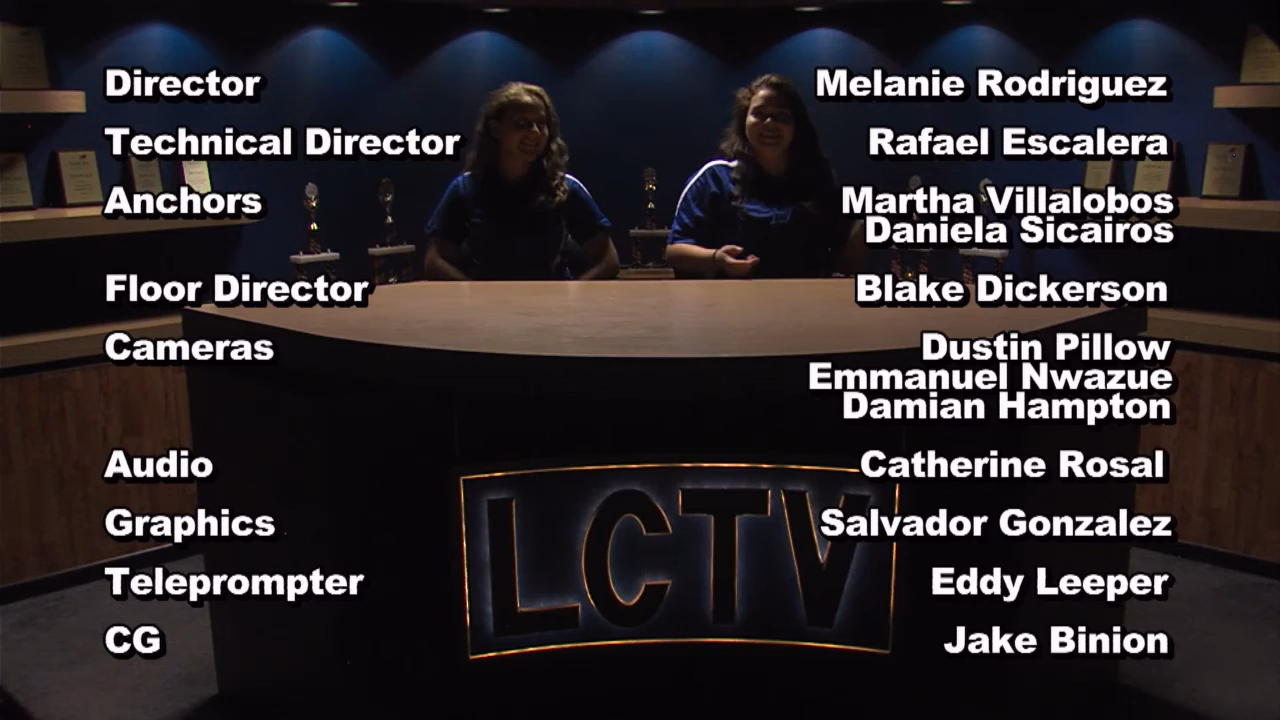 Director Melanie Rodriguez
Technical Director Rafael Escalera
Anchors Martha Villalobos
Daniela Sicairos
Floor Director Blake Dickerson
Cameras Dustin Pillow
Emmanuel Nwazue
Damian Hampton
Audio Catherine Rosal
Graphics Salvador Gonzalez
Teleprompter Eddy Leeper
CG Jake Binion
LCTV